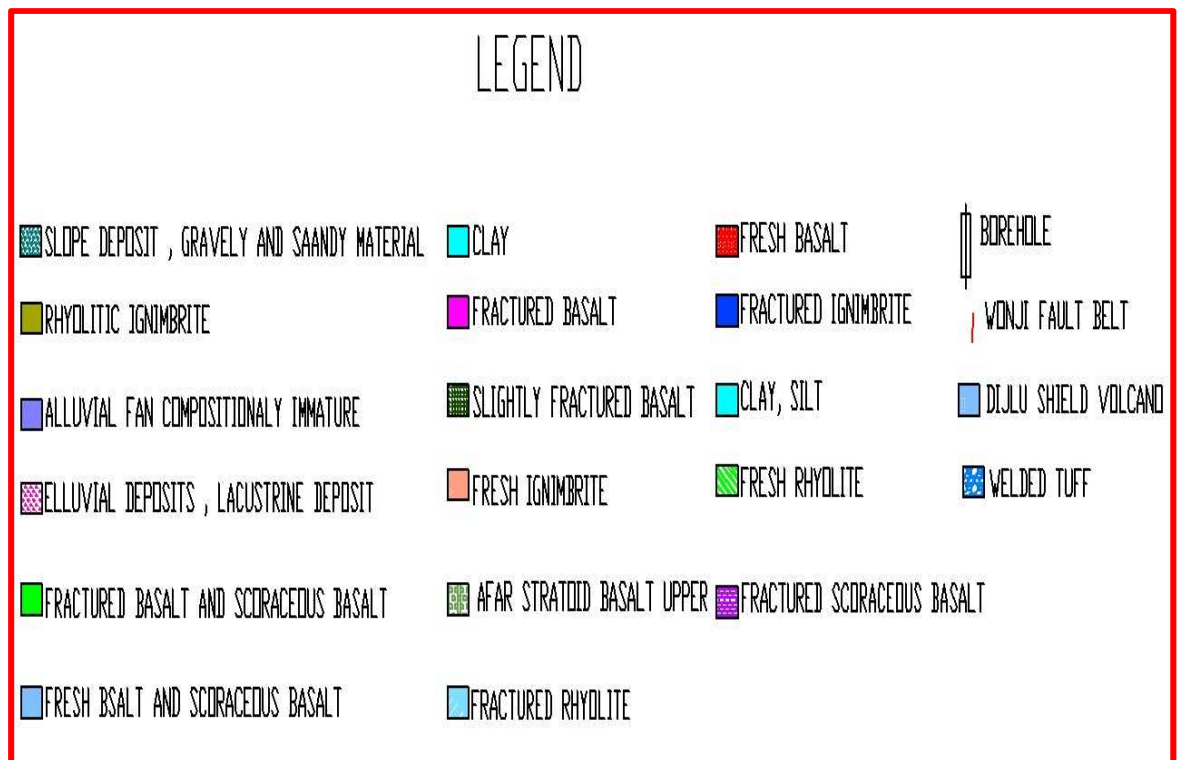 LEGEND
SLOPE DEPOSIT , GRAVELY AND SAANDY MATERIAL
RHYOLITIC IGNIMBRITE
ALLUVIAL FAN COMPOSITIONALY IMMATURE
ELLUVIAL DEPOSITS , LACUSTRINE DEPOSIT
FRACTURED BASALT AND SCORACEOUS BASALT
FRESH BSALT AND SCORACEOUS BASALT
CLAY
FRACTURED BASALT
SLIGHTLY FRACTURED BASALT
FRESH IGNIMBRITE
AFAR STRATOID BASALT UPPER
FRACTURED RHYOLITE
FRESH BASALT
FRACTURED IGNIMBRITE
CLAY, SILT
FRESH RHYOLITE
FRACTURED SCORACEOUS BASALT
BOREHOLE
WONJI FAULT BELT
DIJLU SHIELD VOLCANO
WELDED TUFF